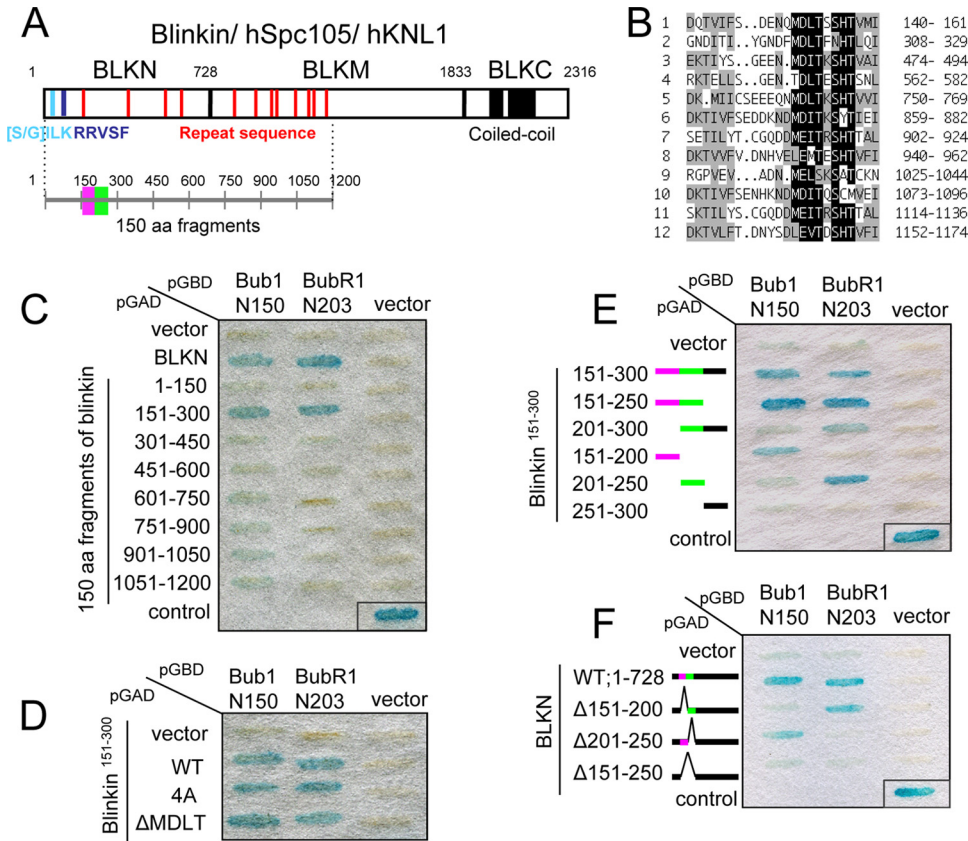 A
Blinkin/ hSpc105/ hKNL1
1 BLKN 728 BLKM 1833 BLKC 2316
[S/G]ILKRRVSF Repeat sequence Coiled-coil
1 150 300 450 600 750 900 1050 1200
150 aa fragments
B
1 DQTVIFS..DENQMDLTSSHTVMI 140- 161
2 GNDITI..YGNDFMDLTFNHTLQI 308- 329
3 EKTIYS..GEEN.MDITKSHTVAI 474- 494
4 RKTELLS..GEN.TDLTESHTSNL 562- 582
5 DK.MIICSEEEQNMDLTKSHTVVI 750- 769
6 DKTIVFSEDDKNDMDITKSYTIEI 859- 882
7 SETILYT.CGQDDMEITRSHTTAL 902- 924
8 DKTVVFV.DNHVELEMTESHTVFI 940- 962
9 RGPVEV...ADN.MELSKSATCKN 1025-1044
10 DKTIVFSENHKNDMDITQSCMVEI 1073-1096
11 SKTILYS.CGQDDMEITRSHTTAL 1114-1136
12 DKTVLFT.DNYSDLEVTDSHTVFI 1152-1174
C
pGBD
pGAD
Bub1 N150
BubR1 N203
vector
150 aa fragments of blinkin
vector
BLKN
1-150
151-300
301-450
451-600
601-750
751-900
901-1050
1051-1200
control
D
pGBD
pGAD
Bub1 N150
BubR1 N203
vector
Blinkin 151-300
vector
WT
4A
ΔMDLT
E
pGBD
pGAD
Bub1 N150
BubR1 N203
vector
Blinkin 151-300
vector
151-300
151-250
201-300
151-200
201-250
251-300
control
F
pGBD
pGAD
Bub1 N150
BubR1 N203
vector
BLKN
vector
WT;1-728
Δ151-200
Δ201-250
Δ151-250
control